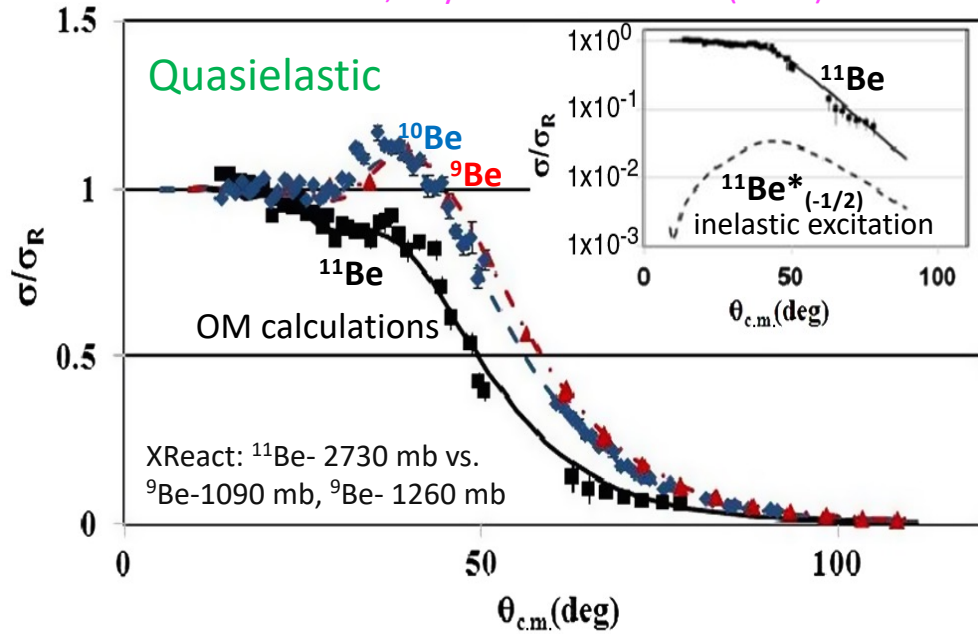 1.5
1
0.5
0
0
50
100
σ/σR
θc.m.(deg)
Quasielastic
¹⁰Be
⁹Be
¹¹Be
OM calculations
XReact: ¹¹Be- 2730 mb vs.
⁹Be-1090 mb, ⁹Be- 1260 mb
1x10⁰
1x10⁻¹
1x10⁻²
1x10⁻³
σ/σR
¹¹Be
¹¹Be*(-1/2)
inelastic excitation
0
50
100
θc.m.(deg)